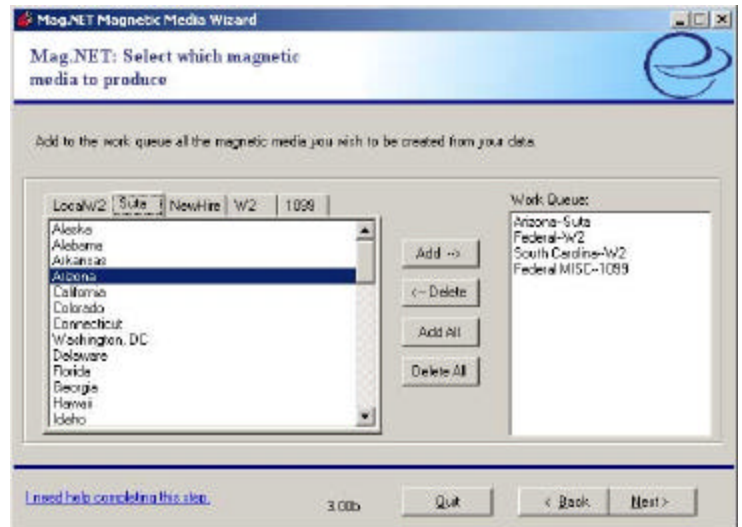 Mag.NET Magnetic Media Wizard
Mag.NET: Select which magnetic
media to produce
Add to the work queue all the magnetic media you wish to be created from your data.
LocalW2 Suta NewHire W2 1099
Alaska
Alabama
Arkansas
Arizona
California
Colorado
Connecticut
Washington, DC
Delaware
Florida
Georgia
Hawaii
Idaho
Add -->
<-- Delete
Add All
Delete All
Work Queue:
Arizona--Suta
Federal--W2
South Carolina--W2
Federal MISC--1099
I need help completing this step.
3.00b
Quit
< Back
Next >